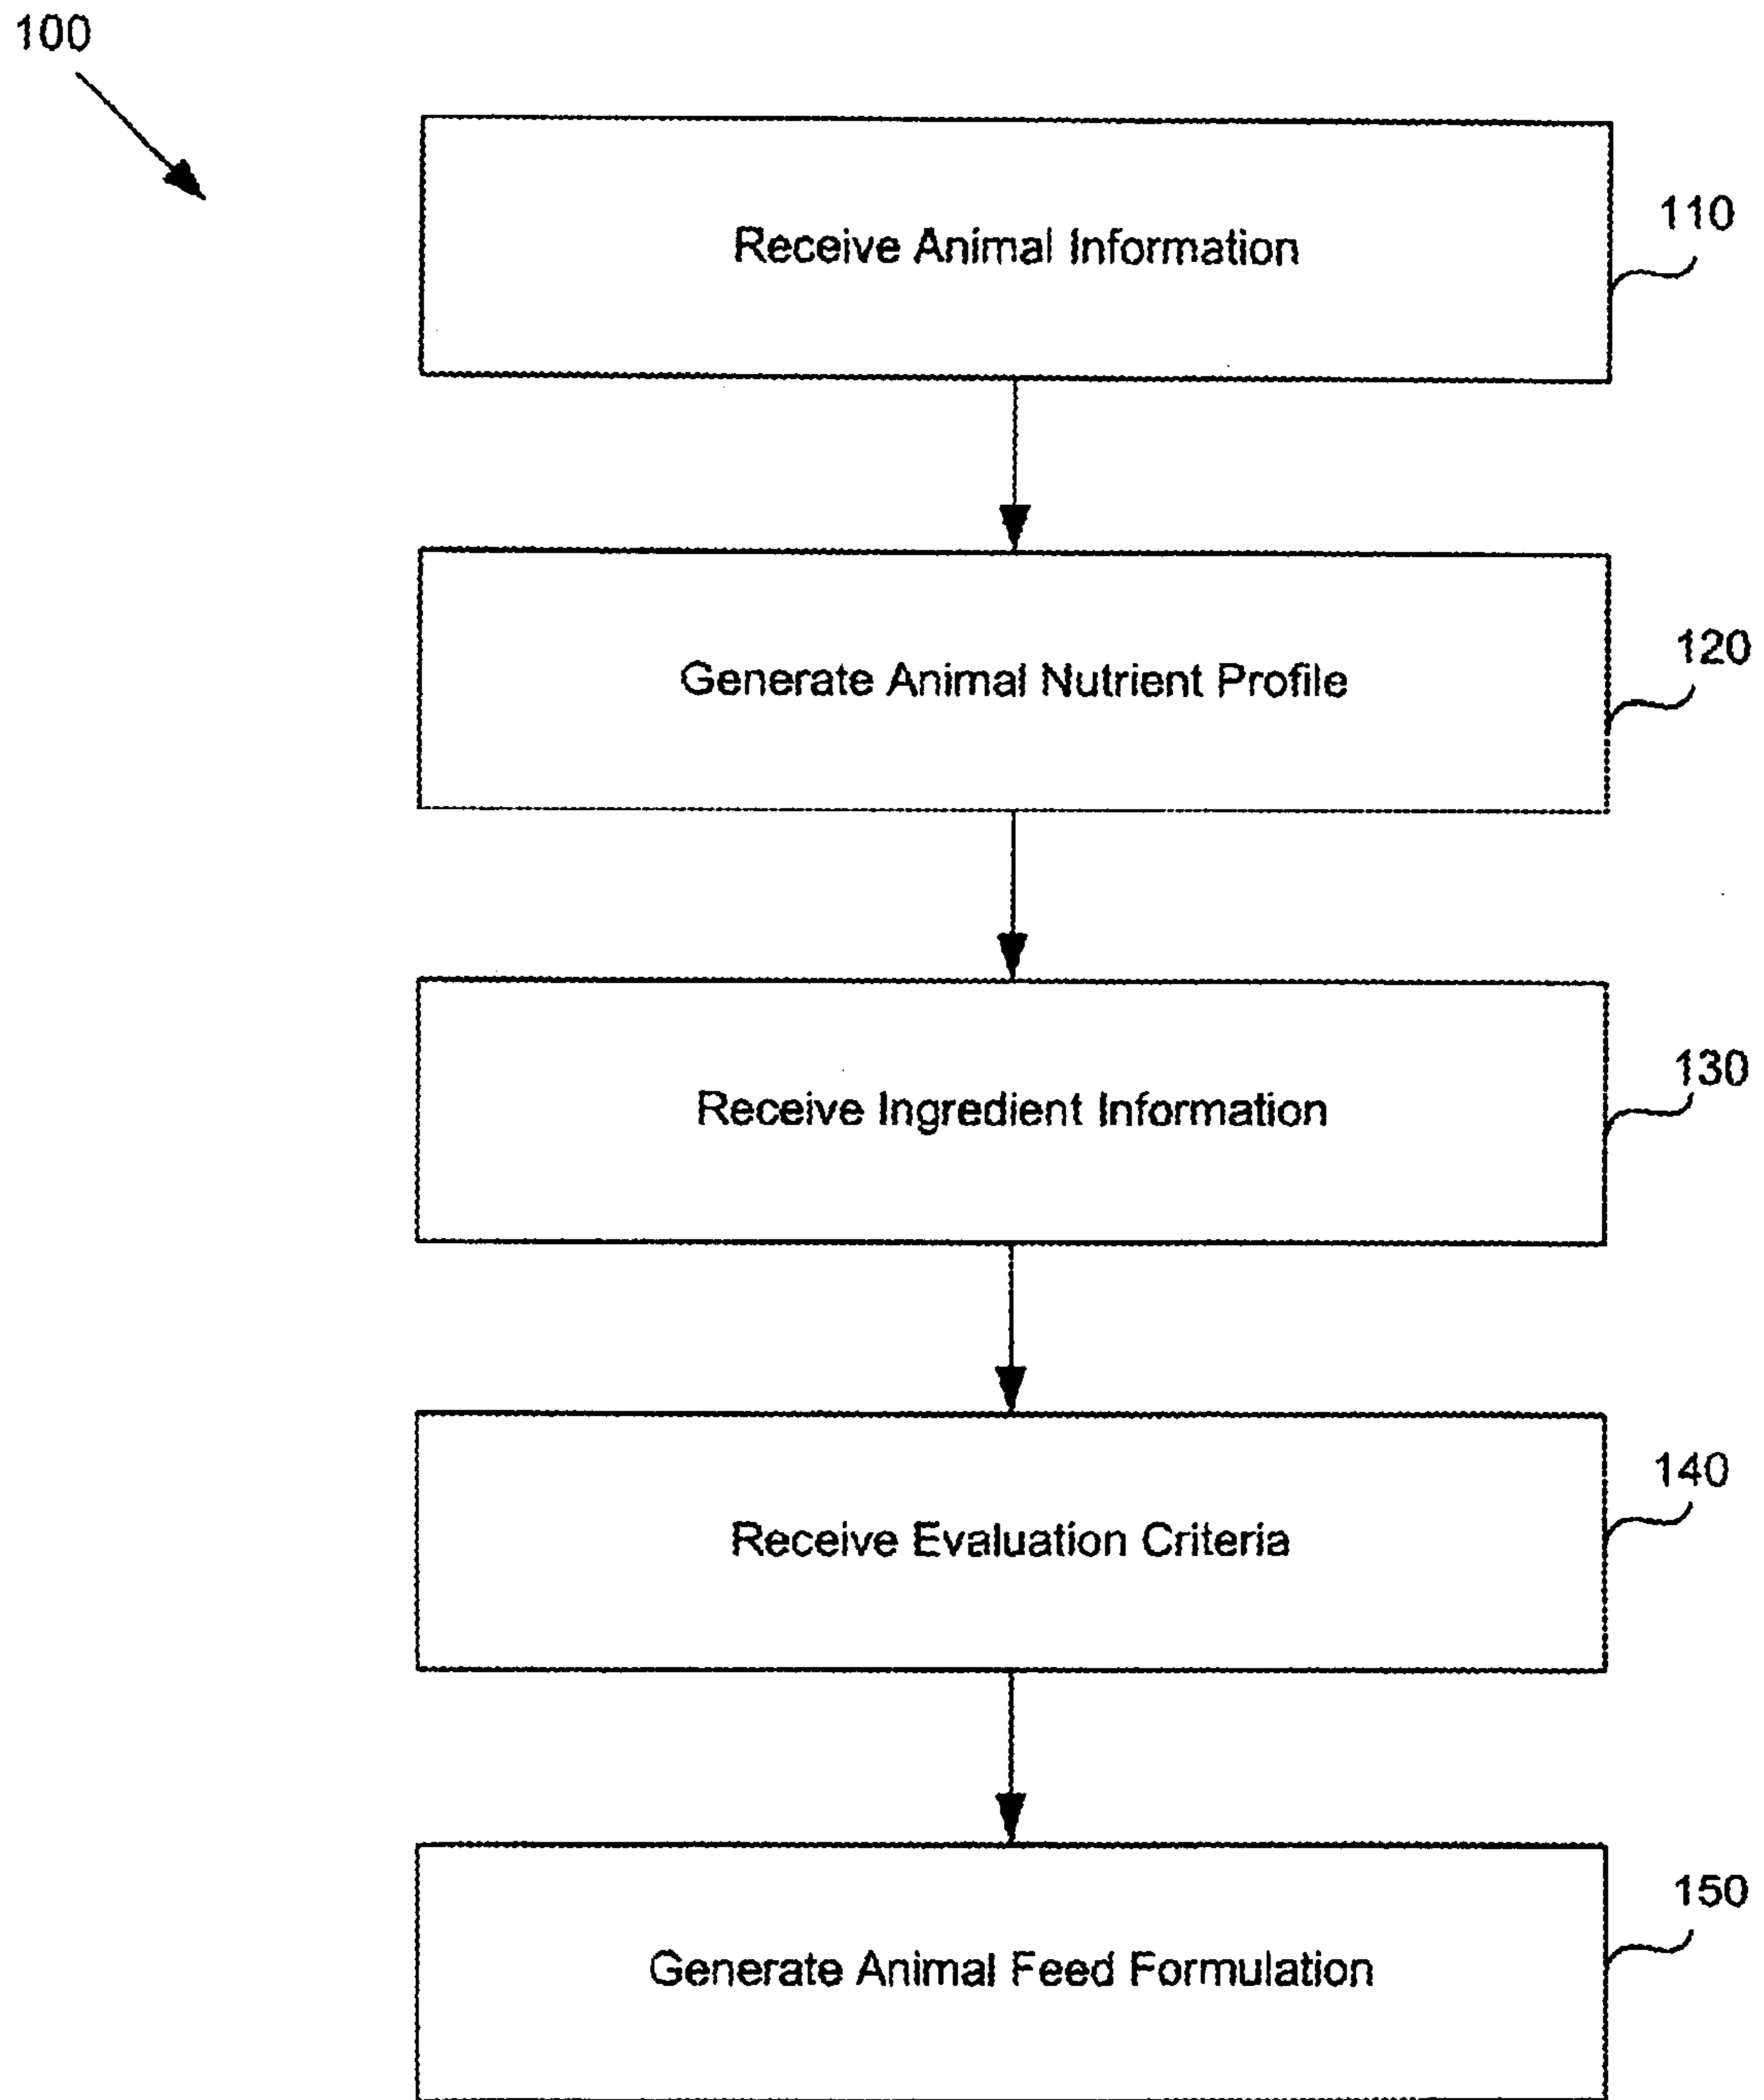 100
Receive Animal Information
110
Generate Animal Nutrient Profile
120
Receive Ingredient Information
130
Receive Evaluation Criteria
140
Generate Animal Feed Formulation
150